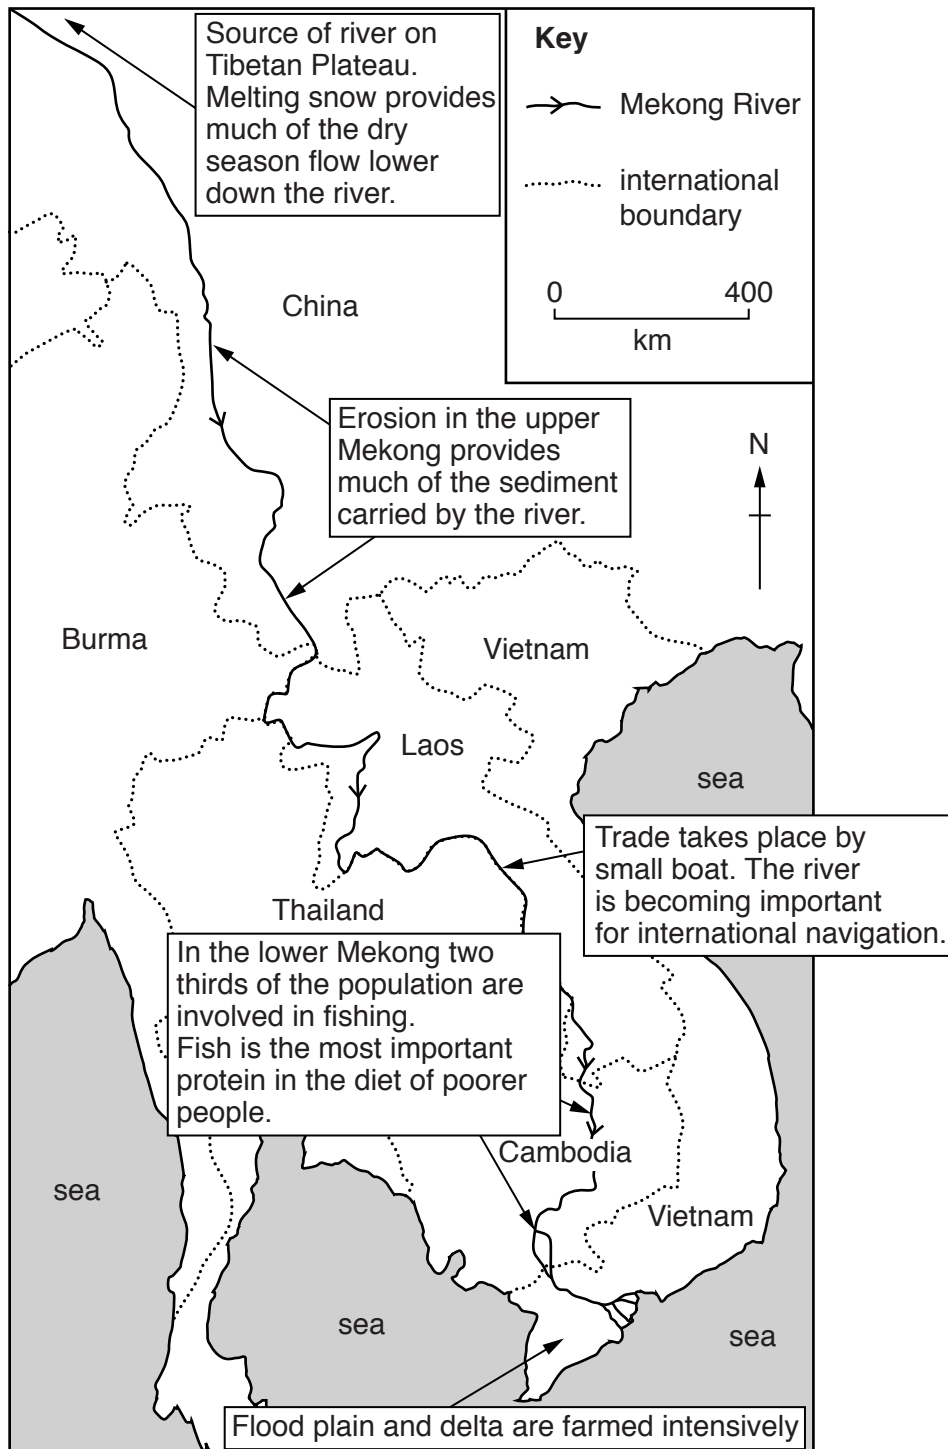 Source of river on
Tibetan Plateau.
Melting snow provides
much of the dry
season flow lower
down the river.
Key
Mekong River
international
boundary
0 400
km
China
Erosion in the upper
Mekong provides
much of the sediment
carried by the river.
N
Burma
Vietnam
Laos
sea
Trade takes place by
small boat. The river
is becoming important
for international navigation.
Thailand
In the lower Mekong two
thirds of the population are
involved in fishing.
Fish is the most important
protein in the diet of poorer
people.
Cambodia
sea
Vietnam
sea
sea
Flood plain and delta are farmed intensively